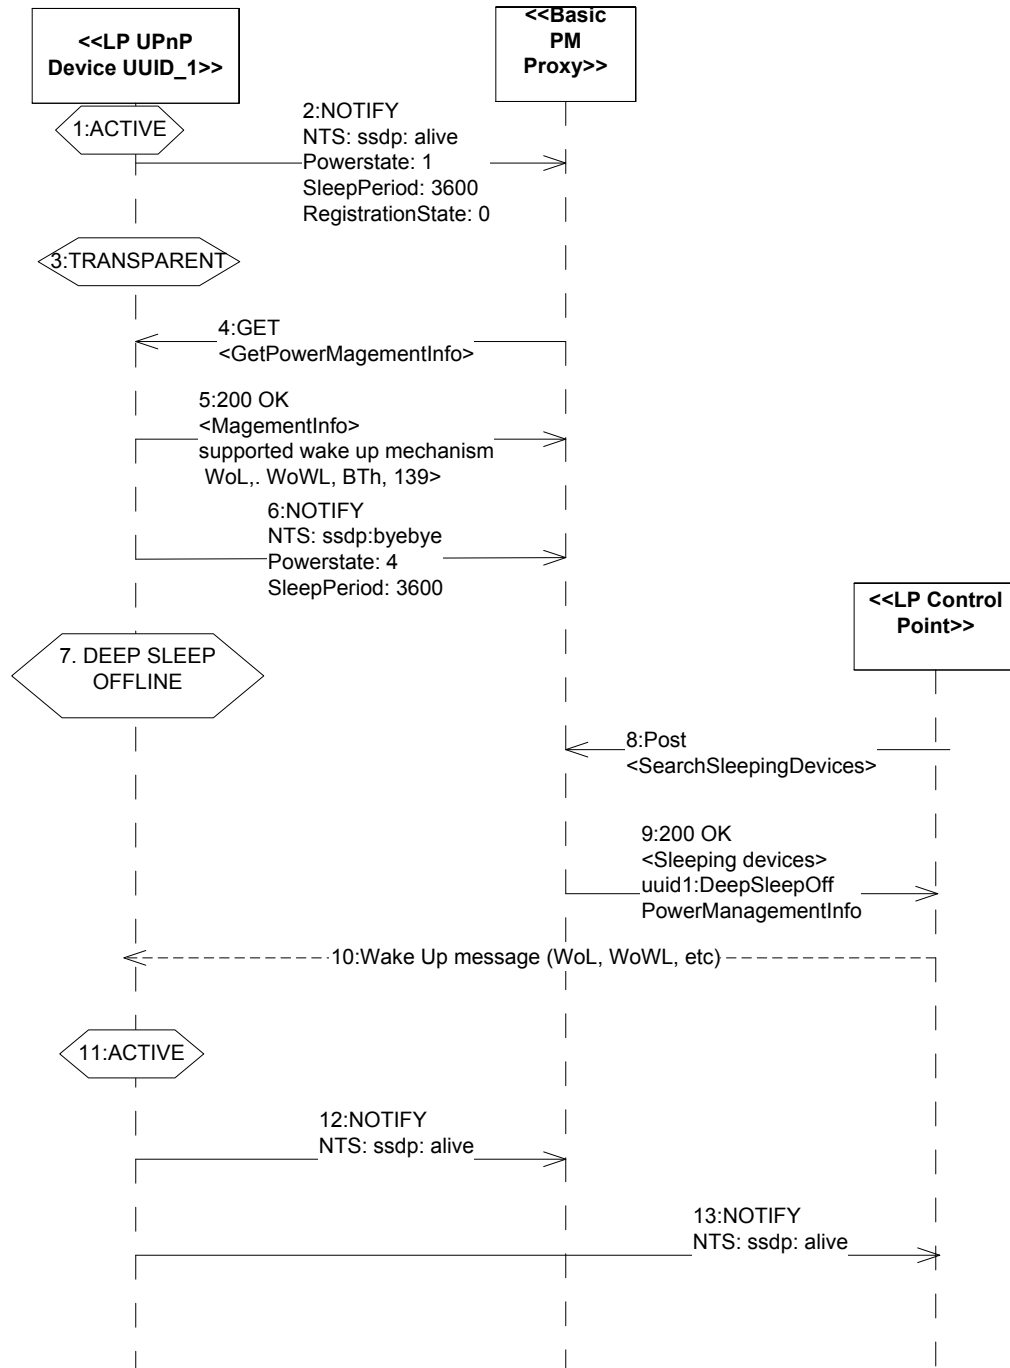 <<LP UPnP
Device UUID_1>>
<<Basic
PM
Proxy>>
1:ACTIVE
2:NOTIFY
NTS: ssdp: alive
Powerstate: 1
SleepPeriod: 3600
RegistrationState: 0
3:TRANSPARENT
4:GET
<GetPowerMagementInfo>
5:200 OK
<MagementInfo>
supported wake up mechanism
WoL,. WoWL, BTh, 139>
6:NOTIFY
NTS: ssdp:byebye
Powerstate: 4
SleepPeriod: 3600
<<LP Control
Point>>
7. DEEP SLEEP
OFFLINE
8:Post
<SearchSleepingDevices>
9:200 OK
<Sleeping devices>
uuid1:DeepSleepOff
PowerManagementInfo
10:Wake Up message (WoL, WoWL, etc)
11:ACTIVE
12:NOTIFY
NTS: ssdp: alive
13:NOTIFY
NTS: ssdp: alive